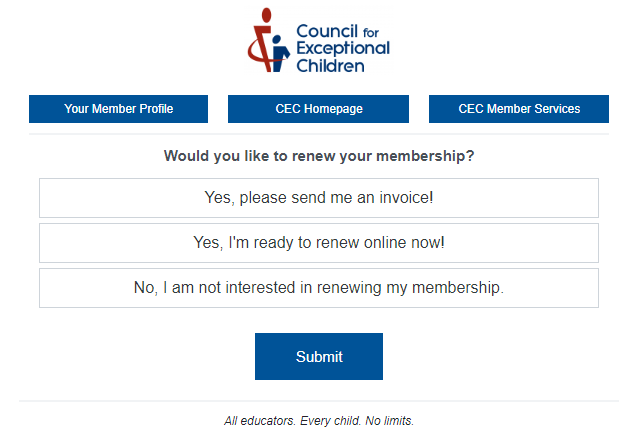 Council for
Exceptional
Children
Your Member Profile
CEC Homepage
CEC Member Services
Would you like to renew your membership?
Yes, please send me an invoice!
Yes, I'm ready to renew online now!
No, I am not interested in renewing my membership.
Submit
All educators. Every child. No limits.